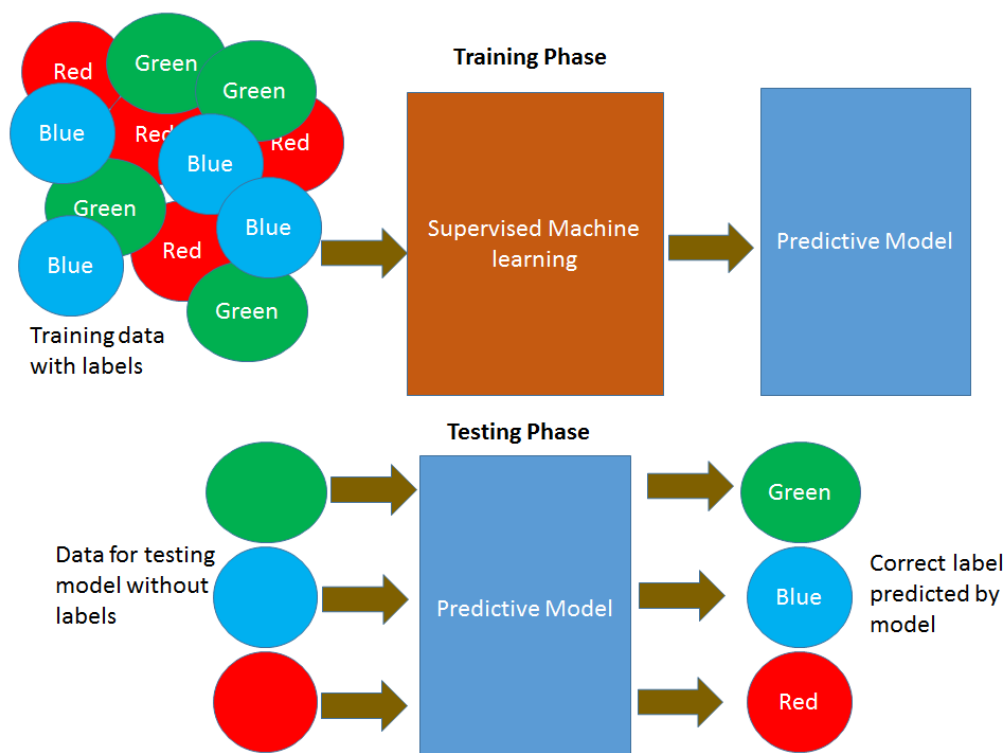 Training Phase
Red
Green
Green
Blue
Red
Red
Blue
Green
Blue
Blue
Red
Green
Training data
with labels
Supervised Machine
learning
Predictive Model
Testing Phase
Data for testing
model without
labels
Predictive Model
Green
Blue
Red
Correct label
predicted by
model